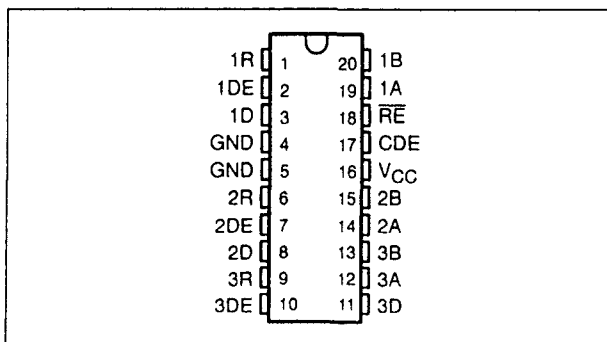 1R 1 20 1B
1DE 2 19 1A
1D 3 18 R̅E̅
GND 4 17 CDE
GND 5 16 VCC
2R 6 15 2B
2DE 7 14 2A
2D 8 13 3B
3R 9 12 3A
3DE 10 11 3D